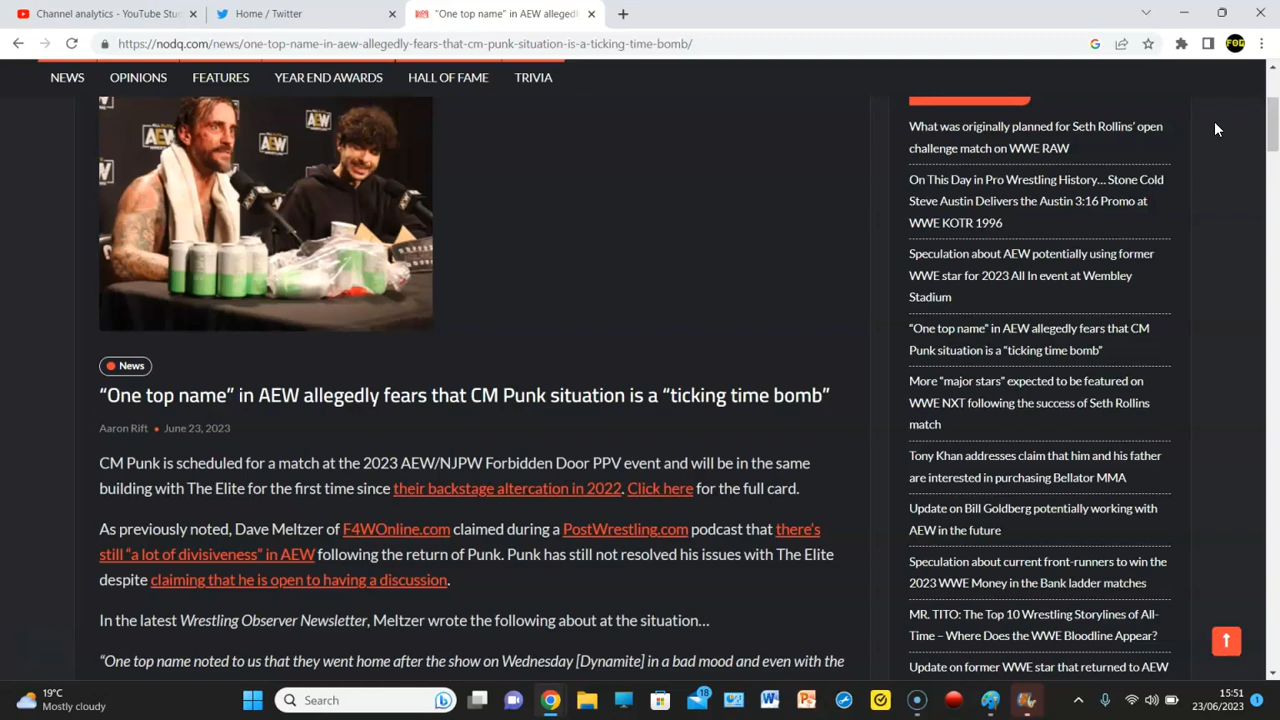 Channel analytics - YouTube Stu
Home / Twitter
"One top name" in AEW allegedl
https://nodq.com/news/one-top-name-in-aew-allegedly-fears-that-cm-punk-situation-is-a-ticking-time-bomb/
NEWS
OPINIONS
FEATURES
YEAR END AWARDS
HALL OF FAME
TRIVIA
AEW
AEW
AEW
AEW
News
“One top name” in AEW allegedly fears that CM Punk situation is a “ticking time bomb”
Aaron Rift • June 23, 2023
CM Punk is scheduled for a match at the 2023 AEW/NJPW Forbidden Door PPV event and will be in the same
building with The Elite for the first time since their backstage altercation in 2022. Click here for the full card.
As previously noted, Dave Meltzer of F4WOnline.com claimed during a PostWrestling.com podcast that there’s
still “a lot of divisiveness” in AEW following the return of Punk. Punk has still not resolved his issues with The Elite
despite claiming that he is open to having a discussion.
In the latest Wrestling Observer Newsletter, Meltzer wrote the following about at the situation…
“One top name noted to us that they went home after the show on Wednesday [Dynamite] in a bad mood and even with the
What was originally planned for Seth Rollins’ open
challenge match on WWE RAW
On This Day in Pro Wrestling History… Stone Cold
Steve Austin Delivers the Austin 3:16 Promo at
WWE KOTR 1996
Speculation about AEW potentially using former
WWE star for 2023 All In event at Wembley
Stadium
“One top name” in AEW allegedly fears that CM
Punk situation is a “ticking time bomb”
More “major stars” expected to be featured on
WWE NXT following the success of Seth Rollins
match
Tony Khan addresses claim that him and his father
are interested in purchasing Bellator MMA
Update on Bill Goldberg potentially working with
AEW in the future
Speculation about current front-runners to win the
2023 WWE Money in the Bank ladder matches
MR. TITO: The Top 10 Wrestling Storylines of All-
Time – Where Does the WWE Bloodline Appear?
Update on former WWE star that returned to AEW
19°C
Mostly cloudy
Search
18
15:51
23/06/2023
1